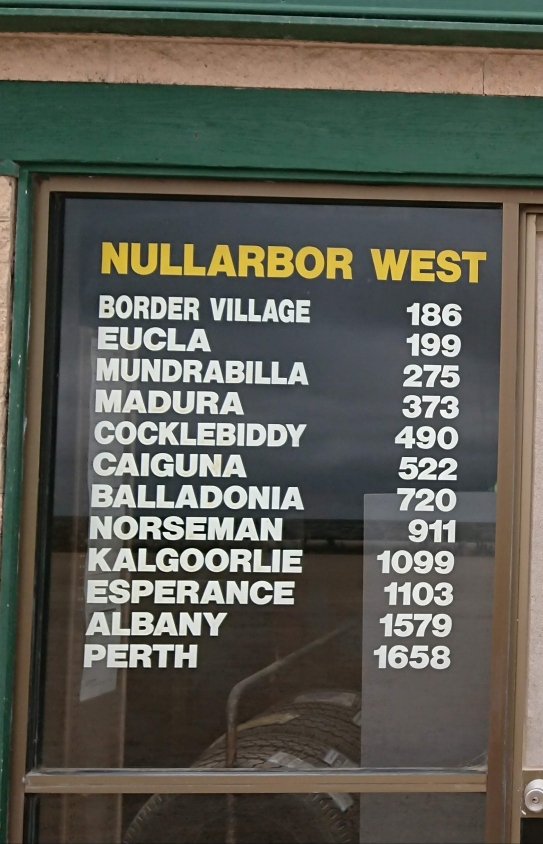 NULLARBOR WEST
BORDER VILLAGE 186
EUCLA 199
MUNDRABILLA 275
MADURA 373
COCKLEBIDDY 490
CAIGUNA 522
BALLADONIA 720
NORSEMAN 911
KALGOORLIE 1099
ESPERANCE 1103
ALBANY 1579
PERTH 1658